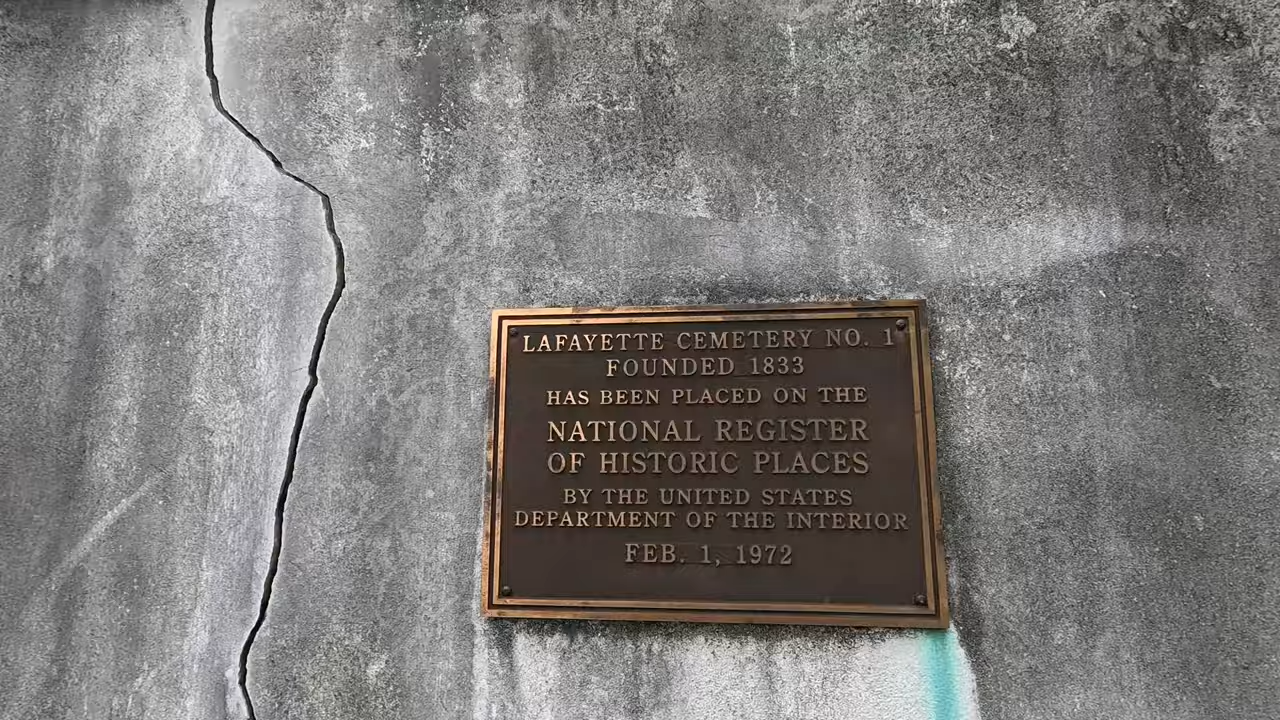 LAFAYETTE CEMETERY NO. 1
FOUNDED 1833
HAS BEEN PLACED ON THE
NATIONAL REGISTER
OF HISTORIC PLACES
BY THE UNITED STATES
DEPARTMENT OF THE INTERIOR
FEB. 1, 1972